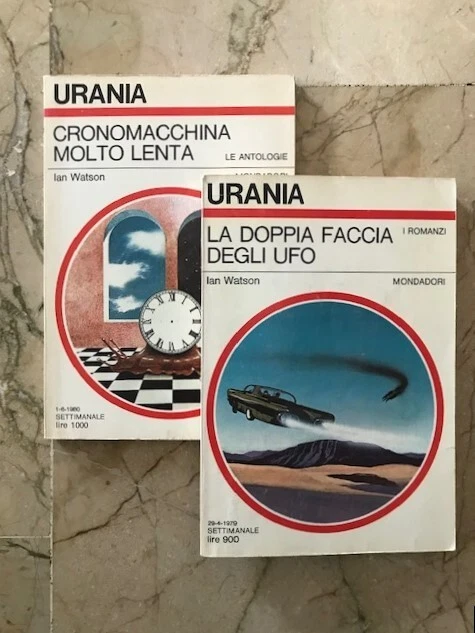 URANIA
CRONOMACCHINA
MOLTO LENTA
LE ANTOLOGIE
Ian Watson
MONDADORI
1-6-1980
SETTIMANALE
lire 1000
URANIA
LA DOPPIA FACCIA
DEGLI UFO
I ROMANZI
Ian Watson
MONDADORI
29-4-1979
SETTIMANALE
lire 900